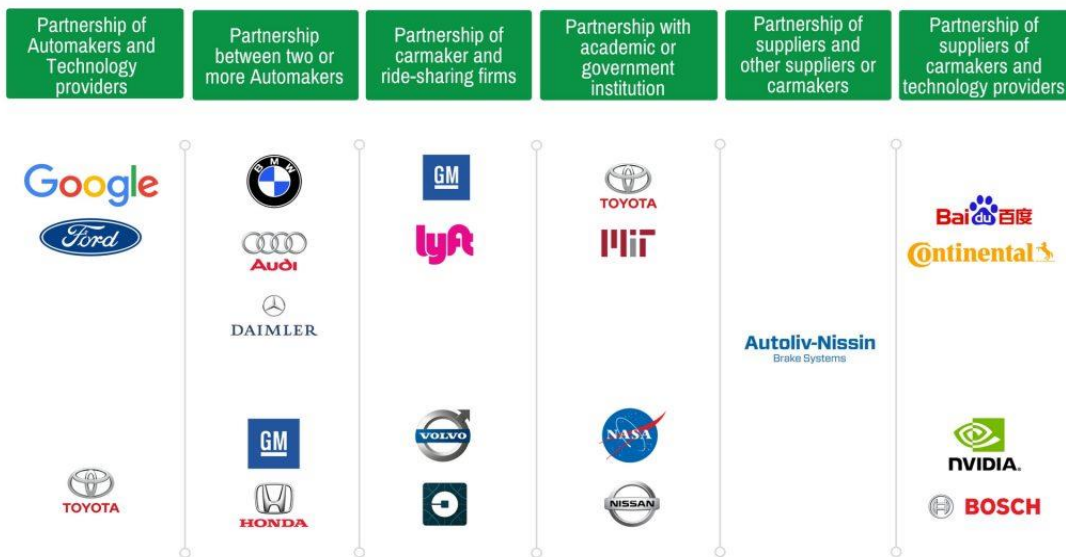 Partnership of
Automakers and
Technology
providers
Partnership
between two or
more Automakers
Partnership of
carmaker and
ride-sharing firms
Partnership with
academic or
government
institution
Partnership of
suppliers and
other suppliers or
carmakers
Partnership of
suppliers of
carmakers and
technology providers
Google
Ford
TOYOTA
BMW
Audi
DAIMLER
GM
HONDA
GM
lyft
VOLVO
TOYOTA
MIT
NASA
NISSAN
Autoliv-Nissin
Brake Systems
Baidu百度
Continental
NVIDIA.
BOSCH